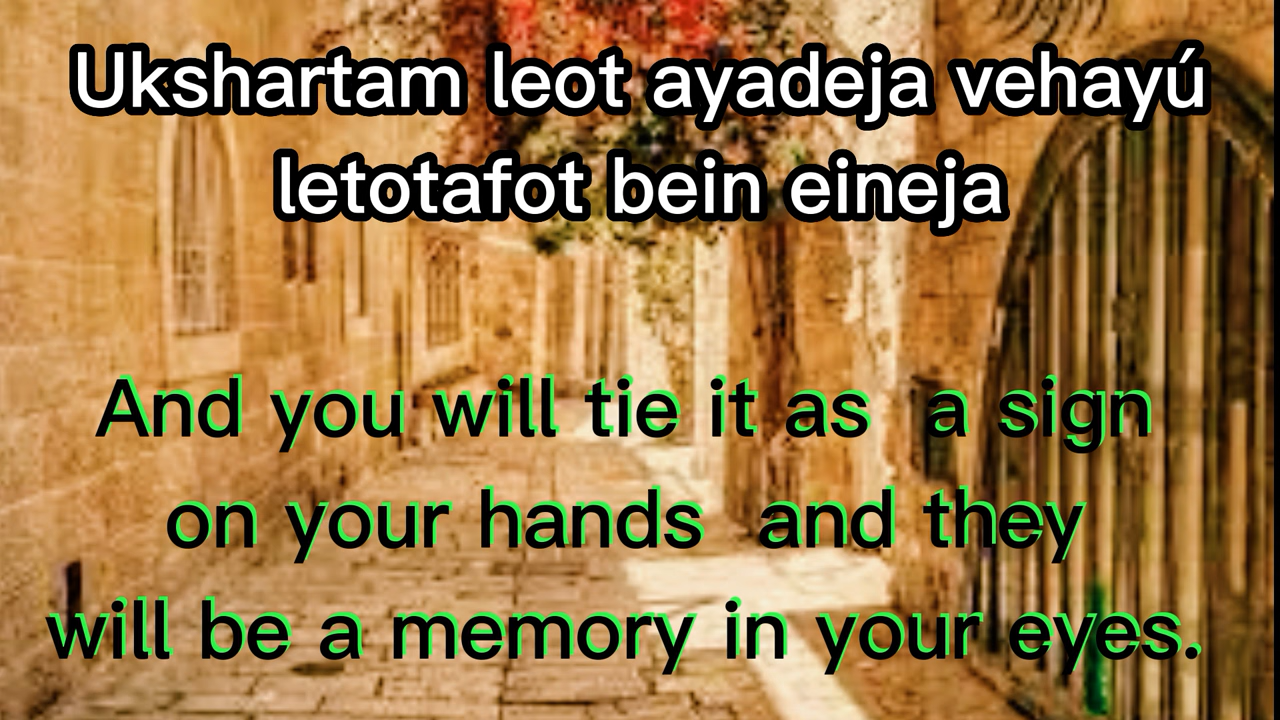 Ukshartam leot ayadeja vehayú
letotafot bein eineja
And you will tie it as a sign
on your hands and they
will be a memory in your eyes.